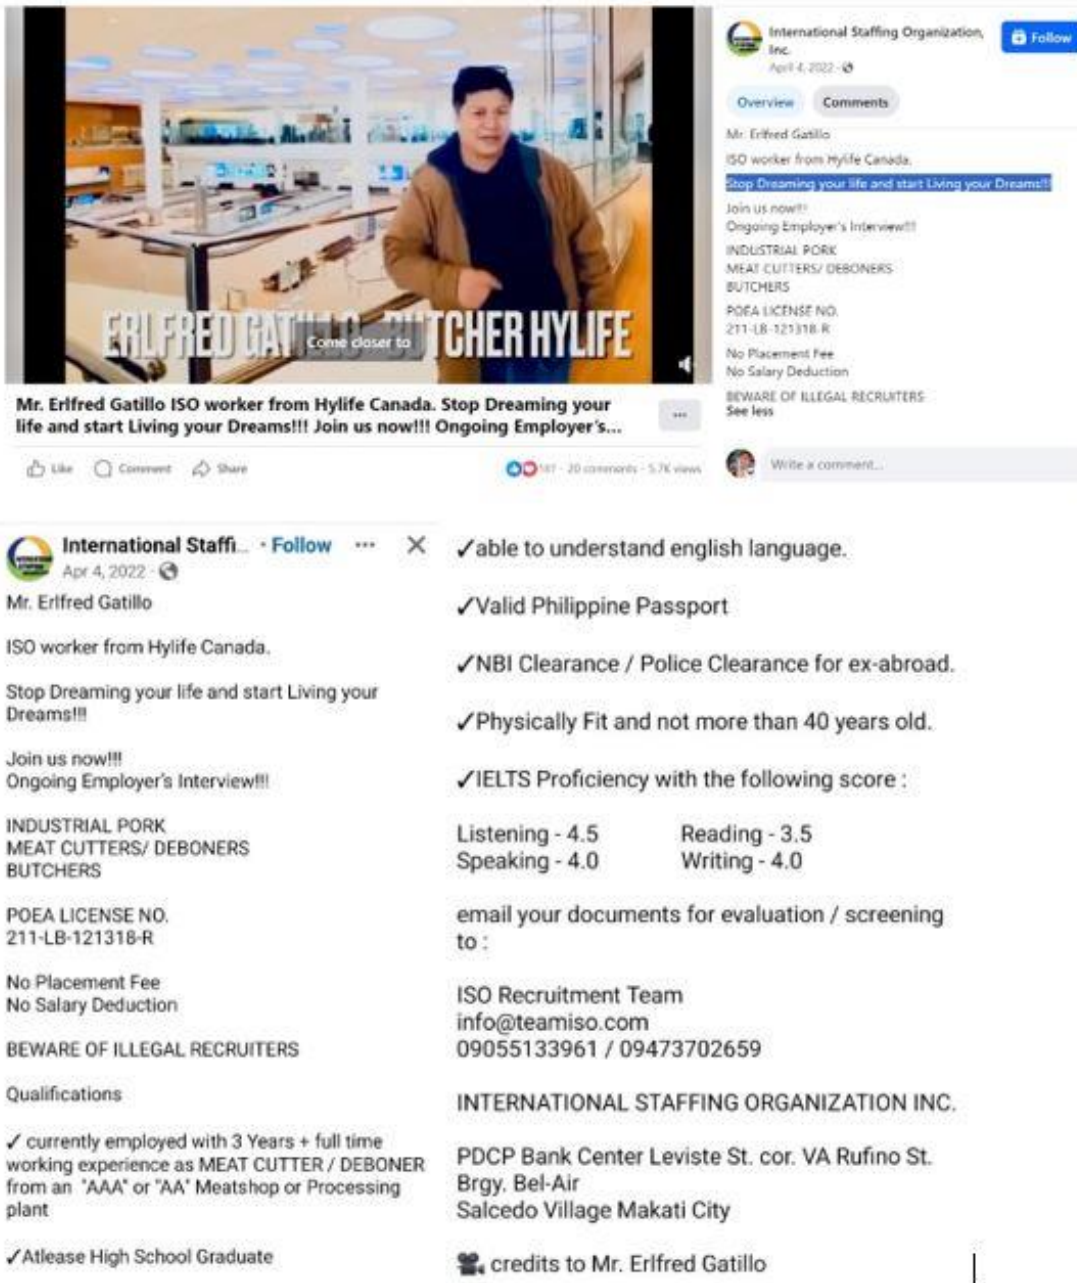 International Staffing Organization,
Inc.
April 4, 2022
Follow
Overview
Comments
Mr. Erlfred Gatillo
ISO worker from Hylife Canada.
Stop Dreaming your life and start Living your Dreams!!!
Join us now!!!
Ongoing Employer's Interview!!!
INDUSTRIAL PORK
MEAT CUTTERS/ DEBONERS
BUTCHERS
POEA LICENSE NO.
211-LB-121318-R
No Placement Fee
No Salary Deduction
BEWARE OF ILLEGAL RECRUITERS
See less
Write a comment...
ERLFRED BUTCHER HYLIFE
Come closer to
Mr. Erlfred Gatillo ISO worker from Hylife Canada. Stop Dreaming your
life and start Living your Dreams!!! Join us now!!! Ongoing Employer's...
Like Comment Share
20 comments · 5.7K views
International Staffi... · Follow
Apr 4, 2022
Mr. Erlfred Gatillo
ISO worker from Hylife Canada.
Stop Dreaming your life and start Living your
Dreams!!!
Join us now!!!
Ongoing Employer's Interview!!!
INDUSTRIAL PORK
MEAT CUTTERS/ DEBONERS
BUTCHERS
POEA LICENSE NO.
211-LB-121318-R
No Placement Fee
No Salary Deduction
BEWARE OF ILLEGAL RECRUITERS
Qualifications
✓ currently employed with 3 Years + full time
working experience as MEAT CUTTER / DEBONER
from an "AAA" or "AA" Meatshop or Processing
plant
✓Atlease High School Graduate
✓able to understand english language.
✓Valid Philippine Passport
✓NBI Clearance / Police Clearance for ex-abroad.
✓Physically Fit and not more than 40 years old.
✓IELTS Proficiency with the following score :
Listening - 4.5 Reading - 3.5
Speaking - 4.0 Writing - 4.0
email your documents for evaluation / screening
to :
ISO Recruitment Team
info@teamiso.com
09055133961 / 09473702659
INTERNATIONAL STAFFING ORGANIZATION INC.
PDCP Bank Center Leviste St. cor. VA Rufino St.
Brgy. Bel-Air
Salcedo Village Makati City
credits to Mr. Erlfred Gatillo